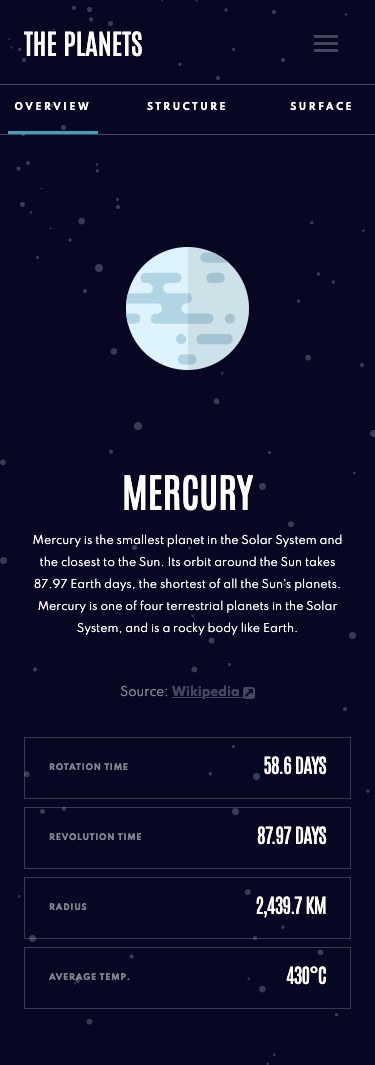 THE PLANETS
OVERVIEW STRUCTURE SURFACE
MERCURY
Mercury is the smallest planet in the Solar System and
the closest to the Sun. Its orbit around the Sun takes
87.97 Earth days, the shortest of all the Sun's planets.
Mercury is one of four terrestrial planets in the Solar
System, and is a rocky body like Earth.
Source: Wikipedia
ROTATION TIME 58.6 DAYS
REVOLUTION TIME 87.97 DAYS
RADIUS 2,439.7 KM
AVERAGE TEMP. 430°C